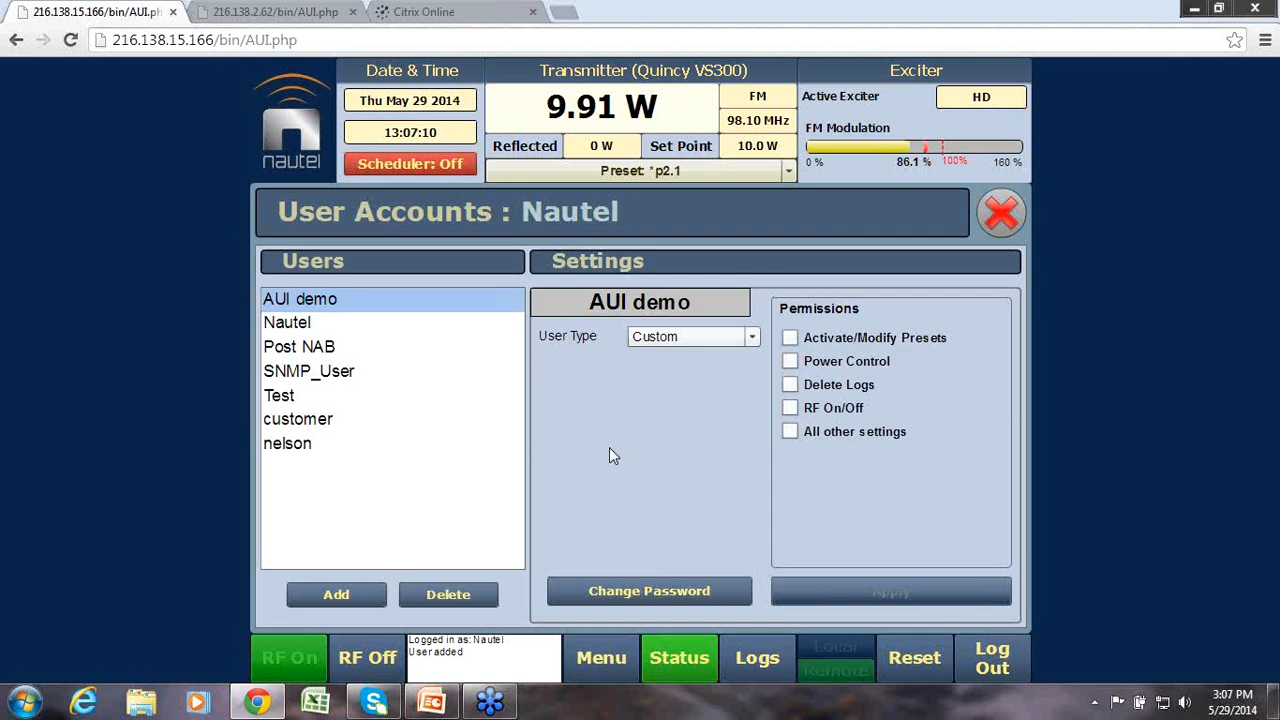 216.138.15.166/bin/AUI.php
216.138.2.62/bin/AUI.php
Citrix Online
216.138.15.166/bin/AUI.php
nautel
Date & Time
Thu May 29 2014
13:07:10
Scheduler: Off
Transmitter (Quincy VS300)
9.91 W
FM
98.10 MHz
Reflected
0 W
Set Point
10.0 W
Preset: *p2.1
Exciter
Active Exciter
HD
FM Modulation
0 %
86.1 %
100%
160 %
User Accounts : Nautel
Users
AUI demo
Nautel
Post NAB
SNMP_User
Test
customer
nelson
Add
Delete
Settings
AUI demo
User Type
Custom
Change Password
Permissions
Activate/Modify Presets
Power Control
Delete Logs
RF On/Off
All other settings
Apply
RF On
RF Off
Logged in as: Nautel
User added
Menu
Status
Logs
Local
Remote
Reset
Log
Out
3:07 PM
5/29/2014